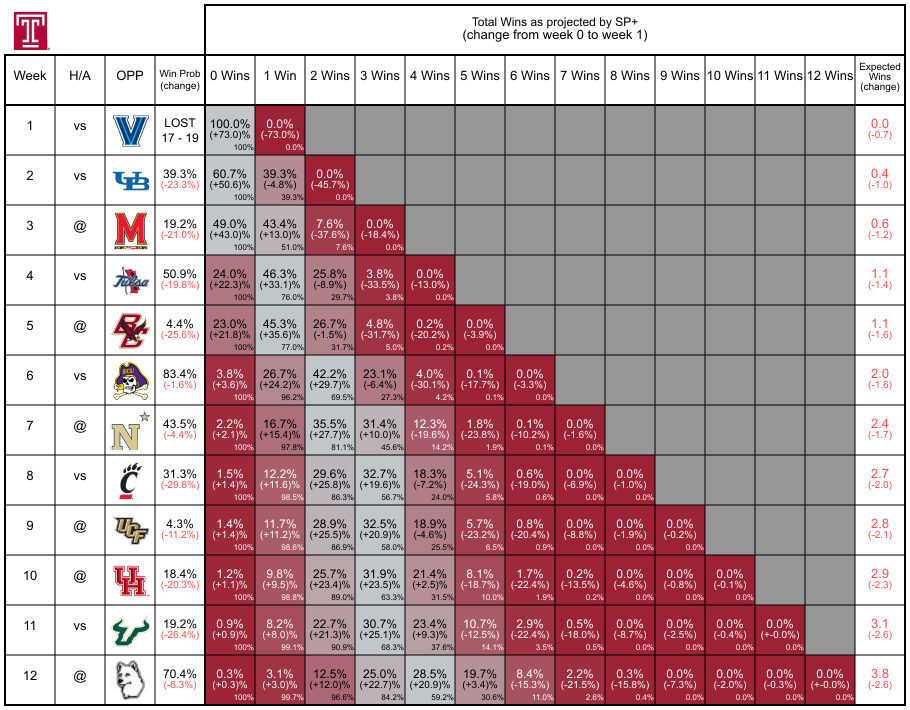 T
Total Wins as projected by SP+
(change from week 0 to week 1)
Week H/A OPP Win Prob (change) 0 Wins 1 Win 2 Wins 3 Wins 4 Wins 5 Wins 6 Wins 7 Wins 8 Wins 9 Wins 10 Wins 11 Wins 12 Wins Expected Wins (change)
1 vs V LOST 100.0% 0.0% 0.0
17 - 19 (+73.0)% (-73.0%) (-0.7)
100% 0.0%
2 vs UB 39.3% 60.7% 39.3% 0.0% 0.4
(-23.3%) (+50.6)% (-4.8%) (-45.7%) (-1.0)
100% 39.3% 0.0%
3 @ M 19.2% 49.0% 43.4% 7.6% 0.0% 0.6
(-21.0%) (+43.0)% (+13.0)% (-37.6%) (-18.4%) (-1.2)
100% 51.0% 7.6% 0.0%
4 vs Tulsa 50.9% 24.0% 46.3% 25.8% 3.8% 0.0% 1.1
(-19.8%) (+22.3)% (+33.1)% (-8.9%) (-33.5%) (-13.0%) (-1.4)
100% 76.0% 29.7% 3.8% 0.0%
5 @ BC 4.4% 23.0% 45.3% 26.7% 4.8% 0.2% 0.0% 1.1
(-25.6%) (+21.8)% (+35.6)% (-1.5%) (-31.7%) (-20.2%) (-3.9%) (-1.6)
100% 77.0% 31.7% 5.0% 0.2% 0.0%
6 vs ECU 83.4% 3.8% 26.7% 42.2% 23.1% 4.0% 0.1% 0.0% 2.0
(-1.6%) (+3.6)% (+24.2)% (+29.7)% (-6.4%) (-30.1%) (-17.7%) (-3.3%) (-1.6)
100% 96.2% 69.5% 27.3% 4.2% 0.1% 0.0%
7 @ N 43.5% 2.2% 16.7% 35.5% 31.4% 12.3% 1.8% 0.1% 0.0% 2.4
(-4.4%) (+2.1)% (+15.4)% (+27.7)% (+10.0)% (-19.6%) (-23.8%) (-10.2%) (-1.6%) (-1.7)
100% 97.8% 81.1% 45.6% 14.2% 1.9% 0.1% 0.0%
8 vs C 31.3% 1.5% 12.2% 29.6% 32.7% 18.3% 5.1% 0.6% 0.0% 0.0% 2.7
(-29.8%) (+1.4)% (+11.6)% (+25.8)% (+19.6)% (-7.2%) (-24.3%) (-19.0%) (-6.9%) (-1.0%) (-2.0)
100% 98.5% 86.3% 56.7% 24.0% 5.8% 0.6% 0.0% 0.0%
9 @ UCF 4.3% 1.4% 11.7% 28.9% 32.5% 18.9% 5.7% 0.8% 0.0% 0.0% 0.0% 2.8
(-11.2%) (+1.4)% (+11.2)% (+25.5)% (+20.9)% (-4.6%) (-23.2%) (-20.4%) (-8.8%) (-1.9%) (-0.2%) (-2.1)
100% 98.6% 86.9% 58.0% 25.5% 6.5% 0.9% 0.0% 0.0% 0.0%
10 @ UH 18.4% 1.2% 9.8% 25.7% 31.9% 21.4% 8.1% 1.7% 0.2% 0.0% 0.0% 0.0% 2.9
(-20.3%) (+1.1)% (+9.5)% (+23.4)% (+23.5)% (+2.5)% (-18.7%) (-22.4%) (-13.5%) (-4.6%) (-0.8%) (-0.1%) (-2.3)
100% 98.8% 89.0% 63.3% 31.5% 10.0% 1.9% 0.2% 0.0% 0.0% 0.0%
11 vs 19.2% 0.9% 8.2% 22.7% 30.7% 23.4% 10.7% 2.9% 0.5% 0.0% 0.0% 0.0% 0.0% 3.1
(-26.4%) (+0.9)% (+8.0)% (+21.3)% (+25.1)% (+9.3)% (-12.5%) (-22.4%) (-18.0%) (-8.7%) (-2.5%) (-0.4%) (+-0.0%) (-2.6)
100% 99.1% 90.9% 68.3% 37.6% 14.1% 3.5% 0.5% 0.0% 0.0% 0.0% 0.0%
12 @ 70.4% 0.3% 3.1% 12.5% 25.0% 28.5% 19.7% 8.4% 2.2% 0.3% 0.0% 0.0% 0.0% 0.0% 3.8
(-6.3%) (+0.3)% (+3.0)% (+12.0)% (+22.7)% (+20.9)% (+3.4)% (-15.3%) (-21.5%) (-15.8%) (-7.3%) (-2.0%) (-0.3%) (+-0.0%) (-2.6)
100% 99.7% 96.6% 84.2% 59.2% 30.6% 11.0% 2.6% 0.4% 0.0% 0.0% 0.0% 0.0%